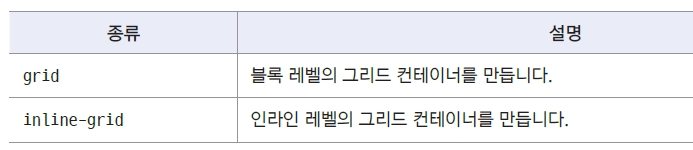 종류 설명
grid 블록 레벨의 그리드 컨테이너를 만듭니다.
inline-grid 인라인 레벨의 그리드 컨테이너를 만듭니다.